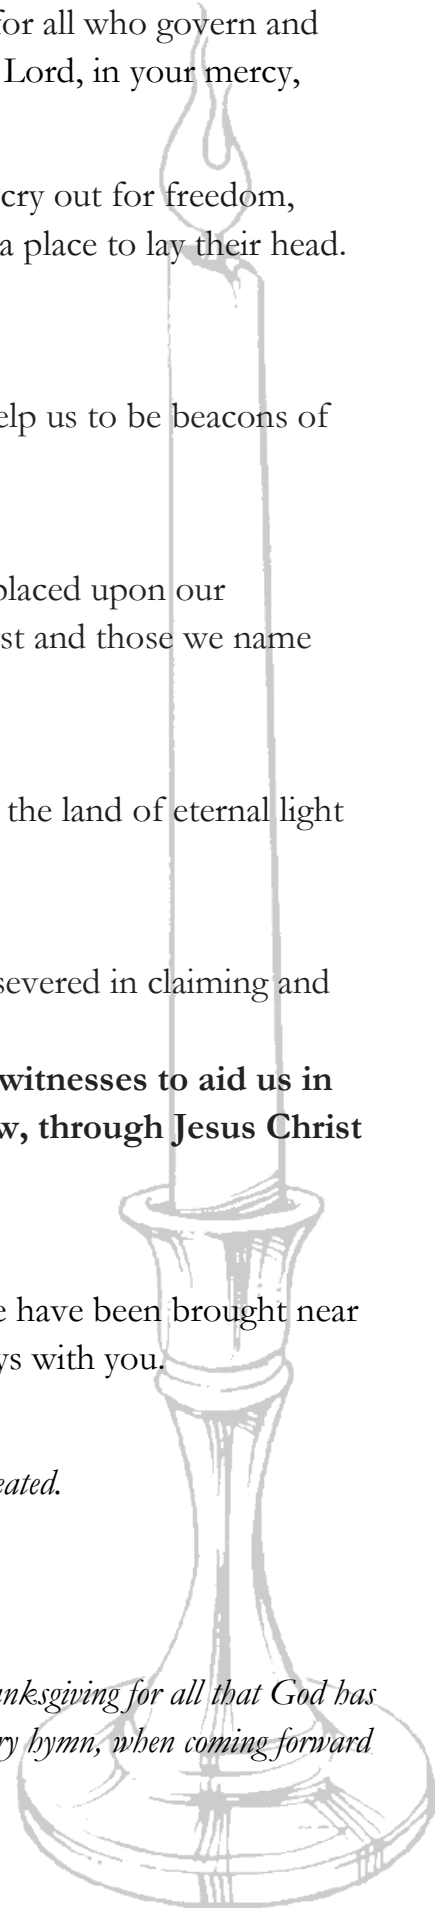 for all who govern and
Lord, in your mercy,
cry out for freedom,
a place to lay their head.
elp us to be beacons of
placed upon our
st and those we name
the land of eternal light
severed in claiming and
witnesses to aid us in
w, through Jesus Christ
e have been brought near
ys with you.
eated.
anksgiving for all that God has
ry hymn, when coming forward